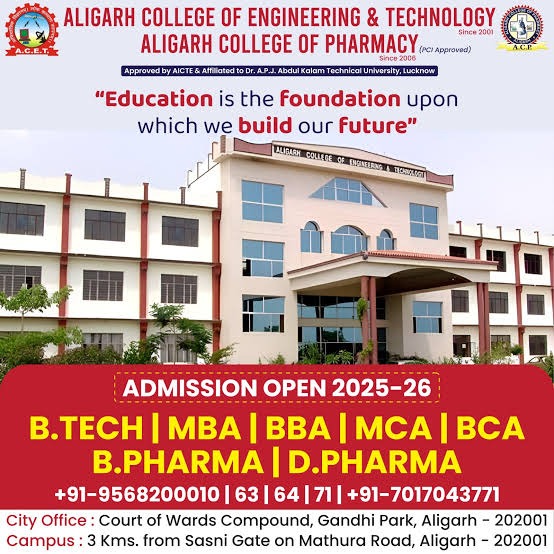 ALIGARH COLLEGE OF ENGINEERING & TECHNOLOGY
Since 2001
ALIGARH COLLEGE OF PHARMACY (PCI Approved)
Since 2006
A.C.E.T.
A.C.P.
Approved by AICTE & Affiliated to Dr. A.P.J. Abdul Kalam Technical University, Lucknow
“Education is the foundation upon
which we build our future”
ALIGARH COLLEGE OF ENGINEERING & TECHNOLOGY
ADMISSION OPEN 2025-26
B.TECH | MBA | BBA | MCA | BCA
B.PHARMA | D.PHARMA
+91-9568200010 | 63 | 64 | 71 | +91-7017043771
City Office : Court of Wards Compound, Gandhi Park, Aligarh - 202001
Campus : 3 Kms. from Sasni Gate on Mathura Road, Aligarh - 202001